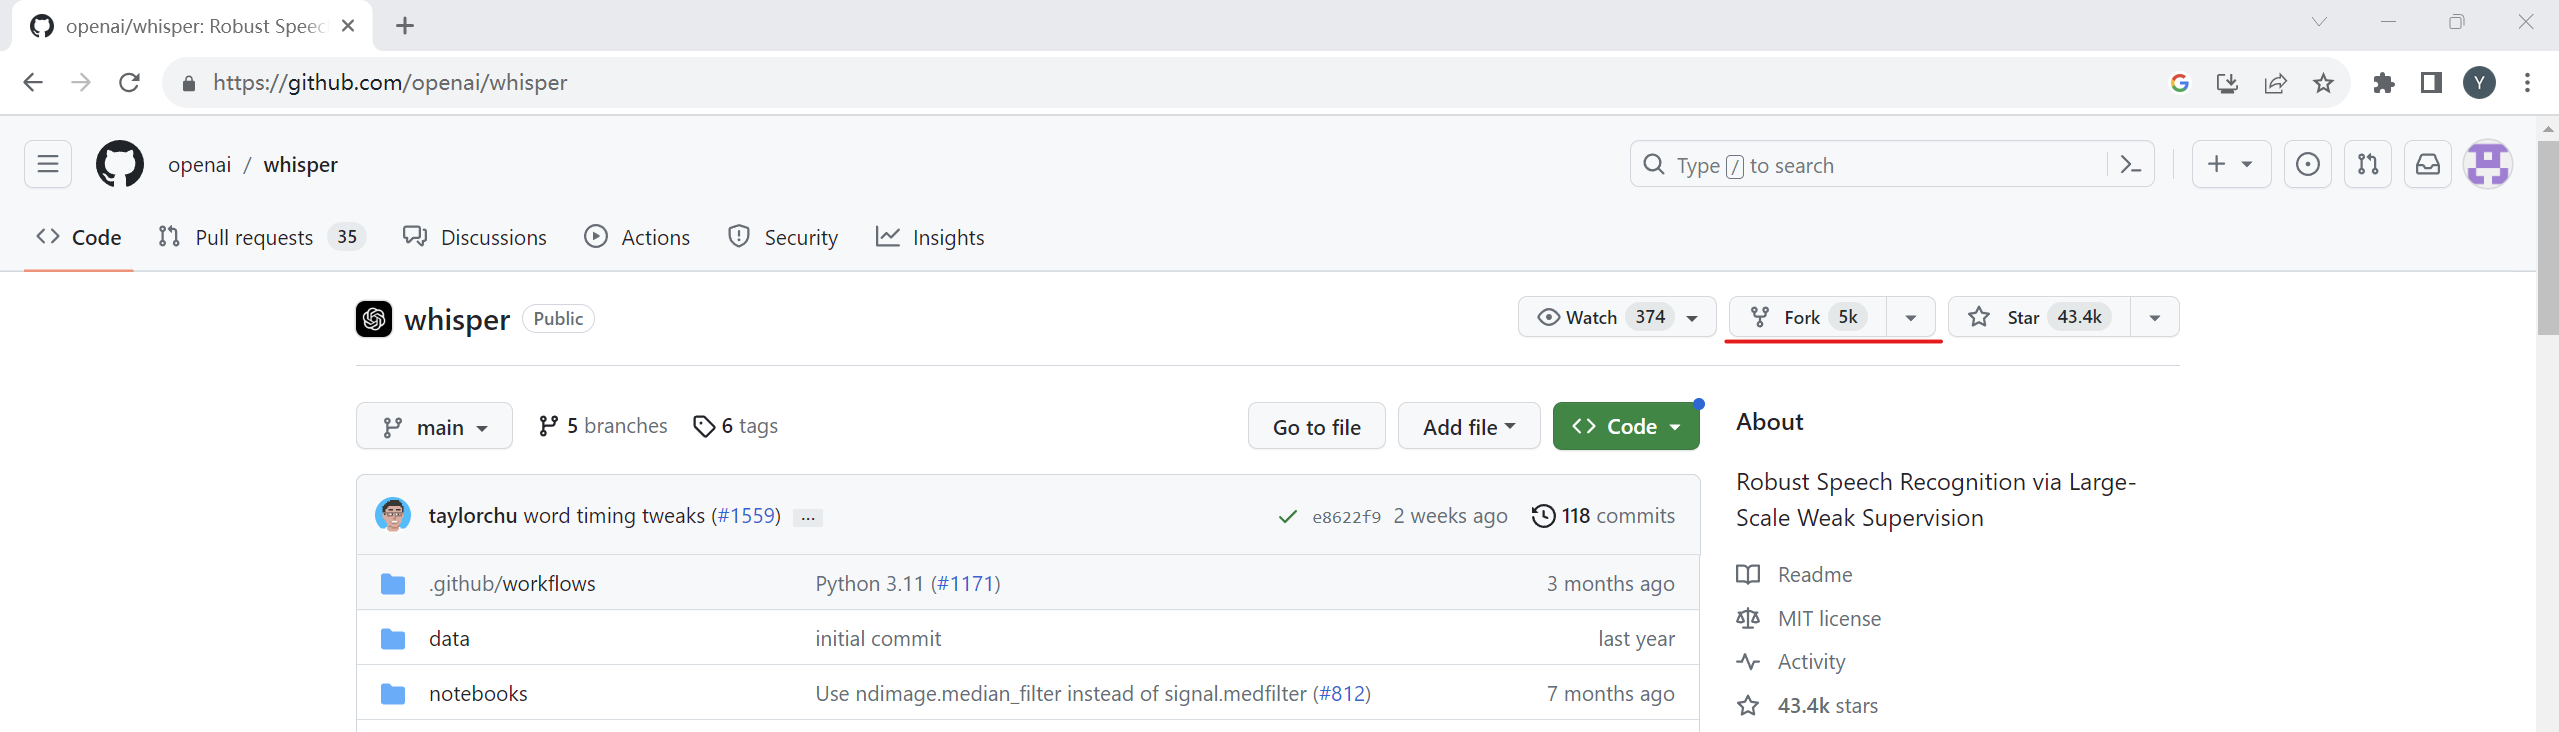 openai/whisper: Robust Speec
https://github.com/openai/whisper
Y
openai / whisper
Type / to search
Code
Pull requests 35
Discussions
Actions
Security
Insights
whisper Public
Watch 374
Fork 5k
Star 43.4k
main
5 branches
6 tags
Go to file
Add file
Code
taylorchu word timing tweaks (#1559) ...
e8622f9 2 weeks ago
118 commits
.github/workflows Python 3.11 (#1171) 3 months ago
data initial commit last year
notebooks Use ndimage.median_filter instead of signal.medfilter (#812) 7 months ago
About
Robust Speech Recognition via Large-
Scale Weak Supervision
Readme
MIT license
Activity
43.4k stars